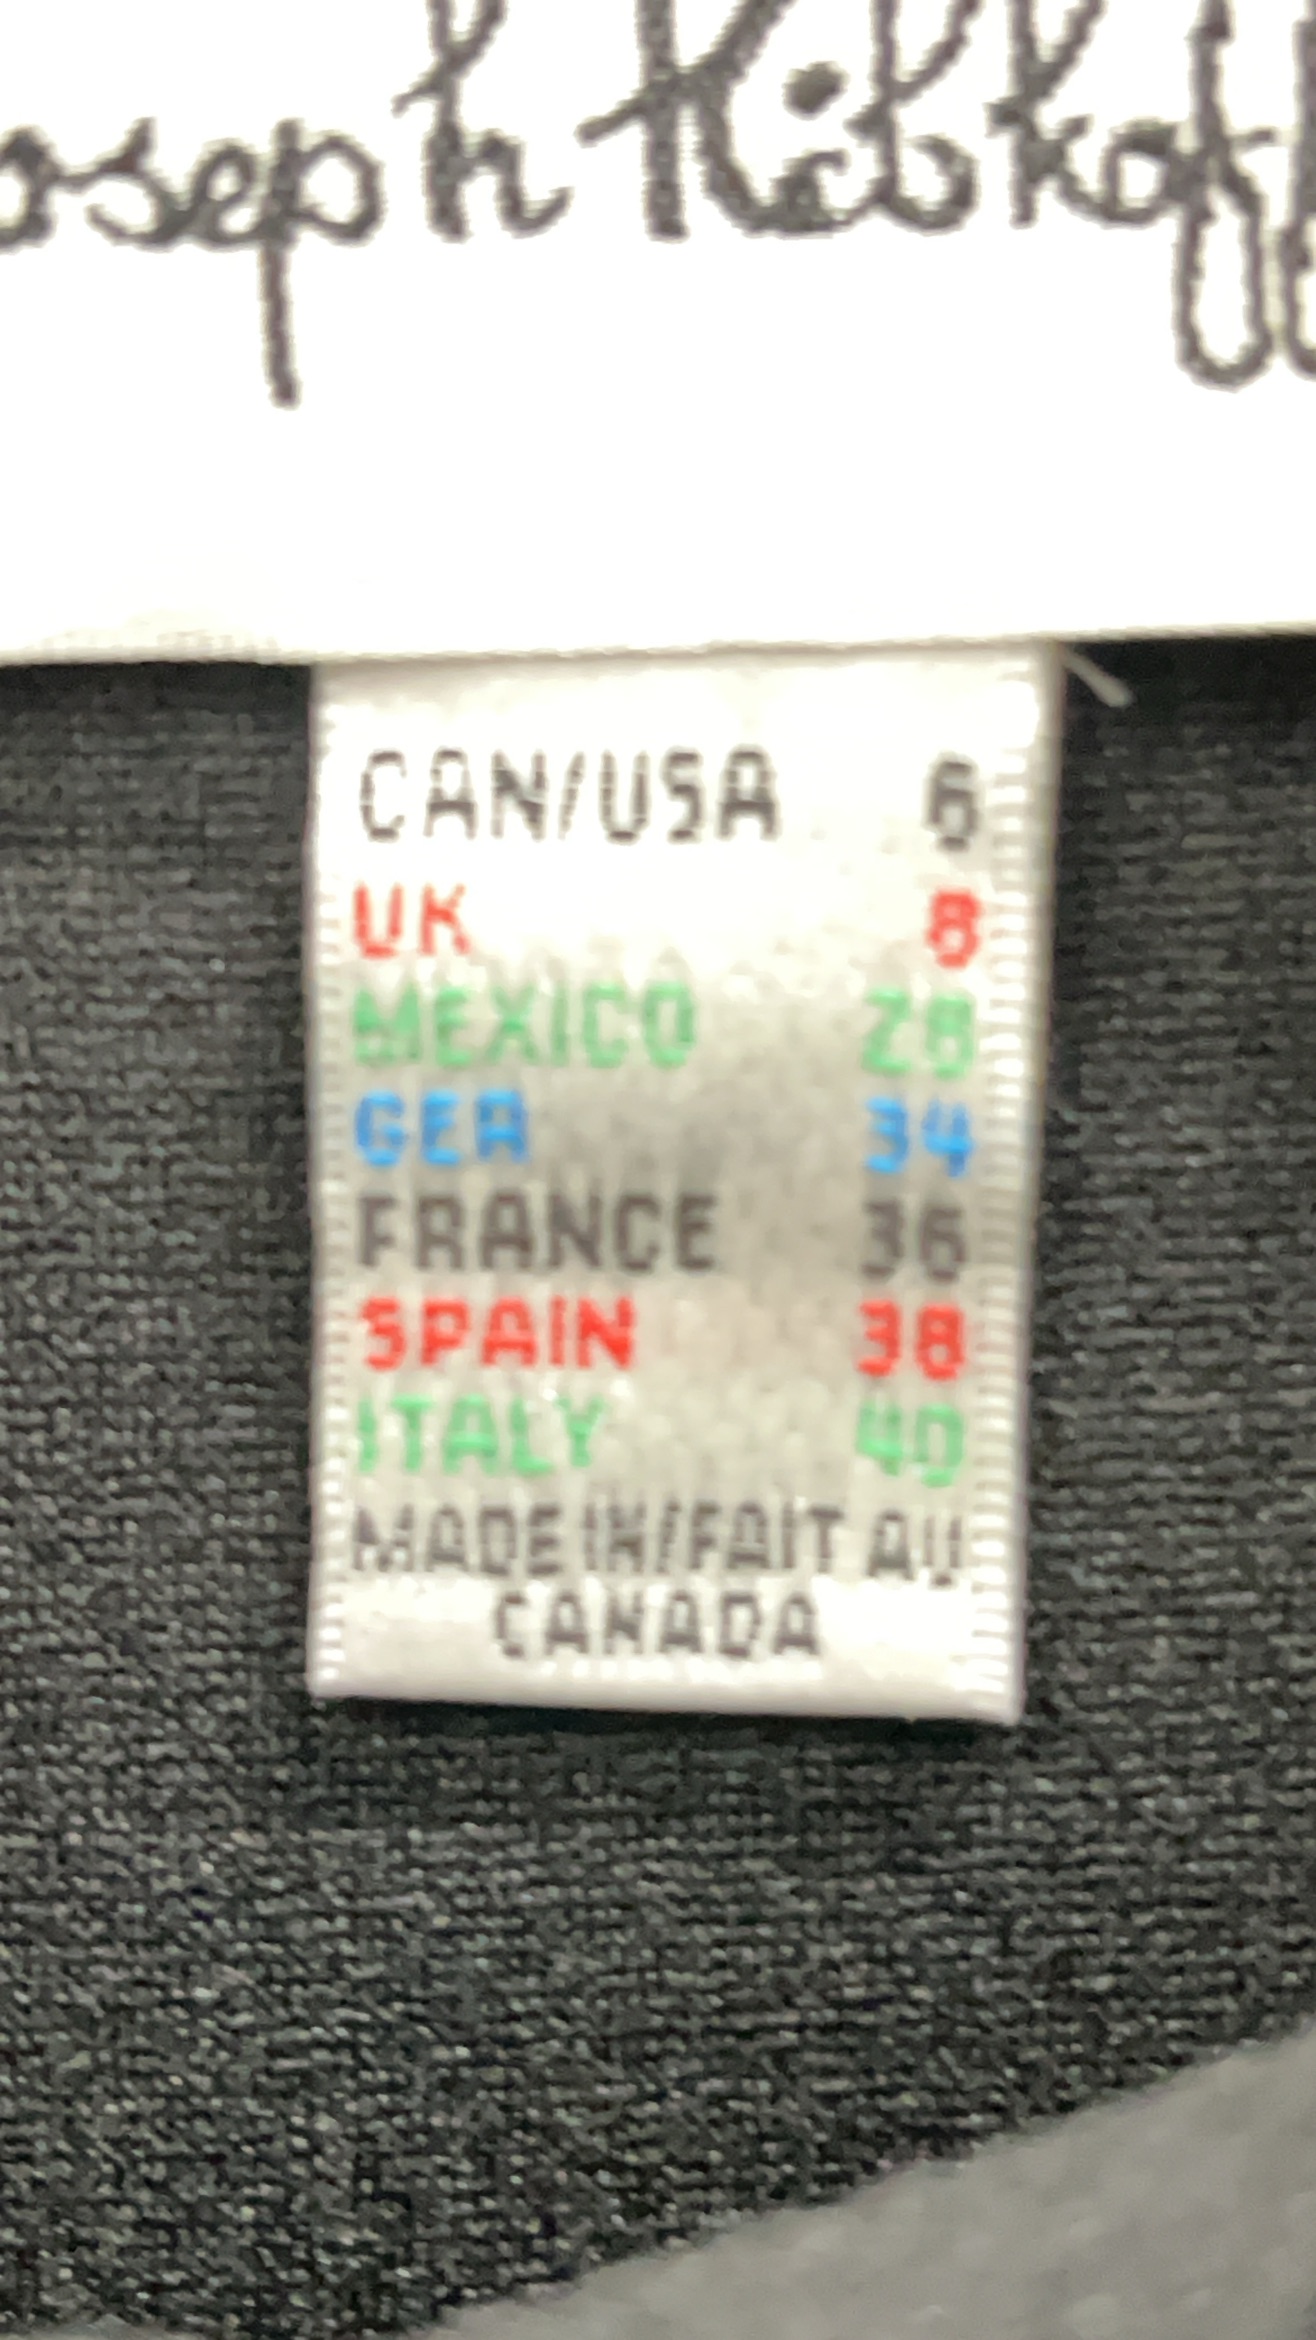 oseph Ribkoff
CAN/USA 6
UK 8
MEXICO 28
GER 34
FRANCE 36
SPAIN 38
ITALY 40
MADE IN/FAIT AU
CANADA